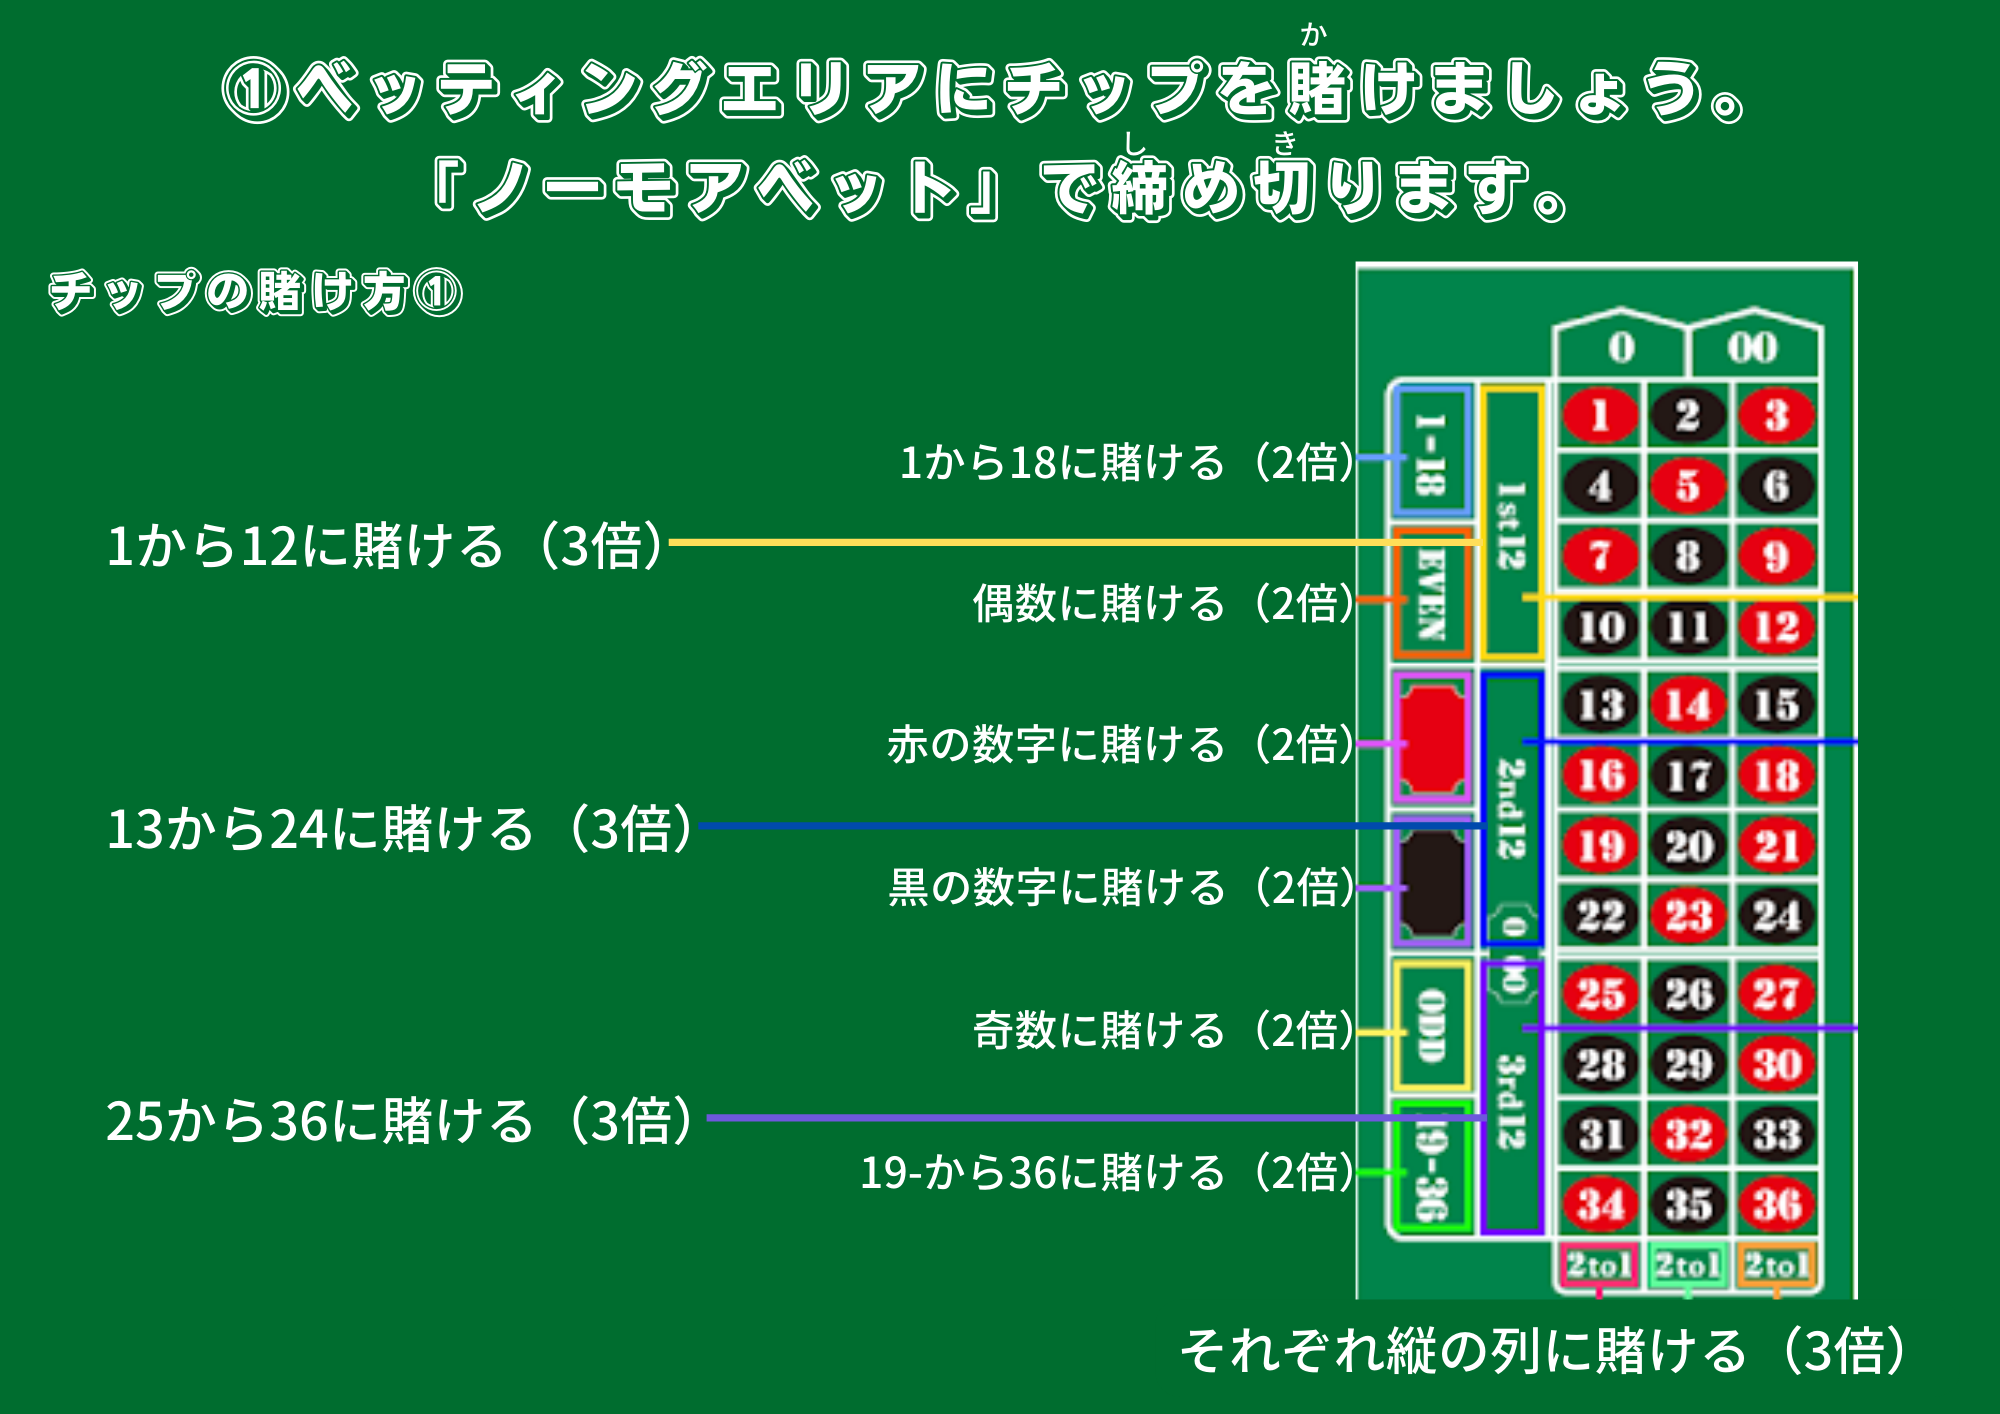 ①ベッティングエリアにチップを賭けましょう。
か
「ノーモアベット」で締め切ります。
し き
チップの賭け方①
1から18に賭ける（2倍）
1から12に賭ける（3倍）
偶数に賭ける（2倍）
赤の数字に賭ける（2倍）
13から24に賭ける（3倍）
黒の数字に賭ける（2倍）
奇数に賭ける（2倍）
25から36に賭ける（3倍）
19-から36に賭ける（2倍）
0 00
1-18
EVEN
ODD
19-36
1st12
2nd12
0 00
3rd12
1 2 3
4 5 6
7 8 9
10 11 12
13 14 15
16 17 18
19 20 21
22 23 24
25 26 27
28 29 30
31 32 33
34 35 36
2to1 2to1 2to1
それぞれ縦の列に賭ける（3倍）